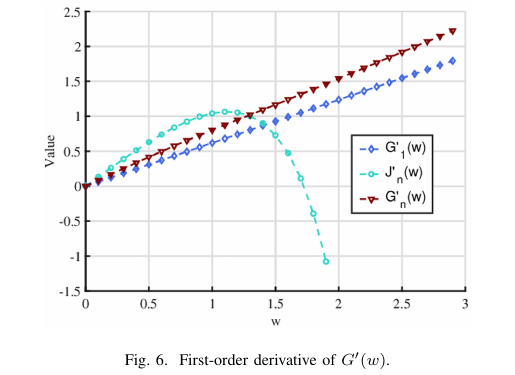 2.5
2
1.5
1
0.5
0
-0.5
-1
-1.5
Value
0 0.5 1 1.5 2 2.5 3
w
G'1(w)
J'n(w)
G'n(w)
Fig. 6. First-order derivative of G′(w).